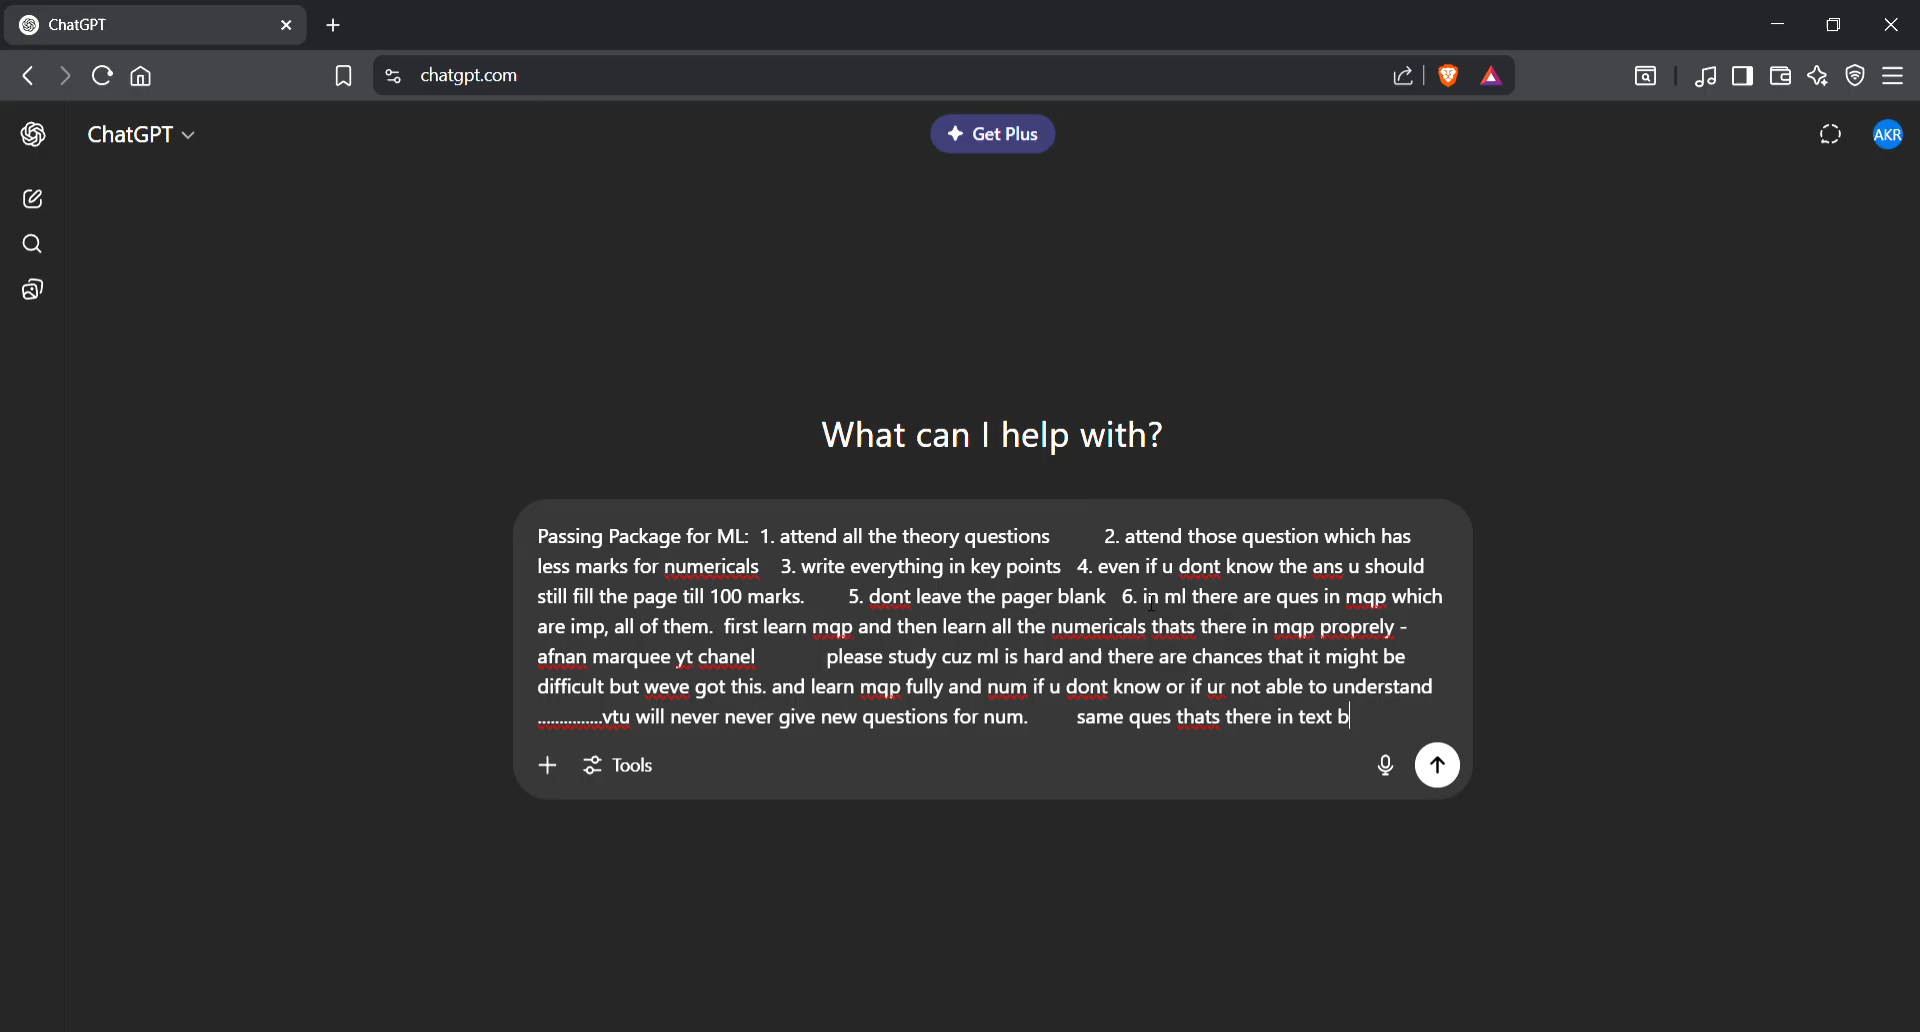 ChatGPT
chatgpt.com
ChatGPT
Get Plus
AKR
What can I help with?
Passing Package for ML: 1. attend all the theory questions 2. attend those question which has
less marks for numericals 3. write everything in key points 4. even if u dont know the ans u should
still fill the page till 100 marks. 5. dont leave the pager blank 6. in ml there are ques in mqp which
are imp, all of them. first learn mqp and then learn all the numericals thats there in mqp proprely -
afnan marquee yt chanel please study cuz ml is hard and there are chances that it might be
difficult but weve got this. and learn mqp fully and num if u dont know or if ur not able to understand
...............vtu will never never give new questions for num. same ques thats there in text b
Tools